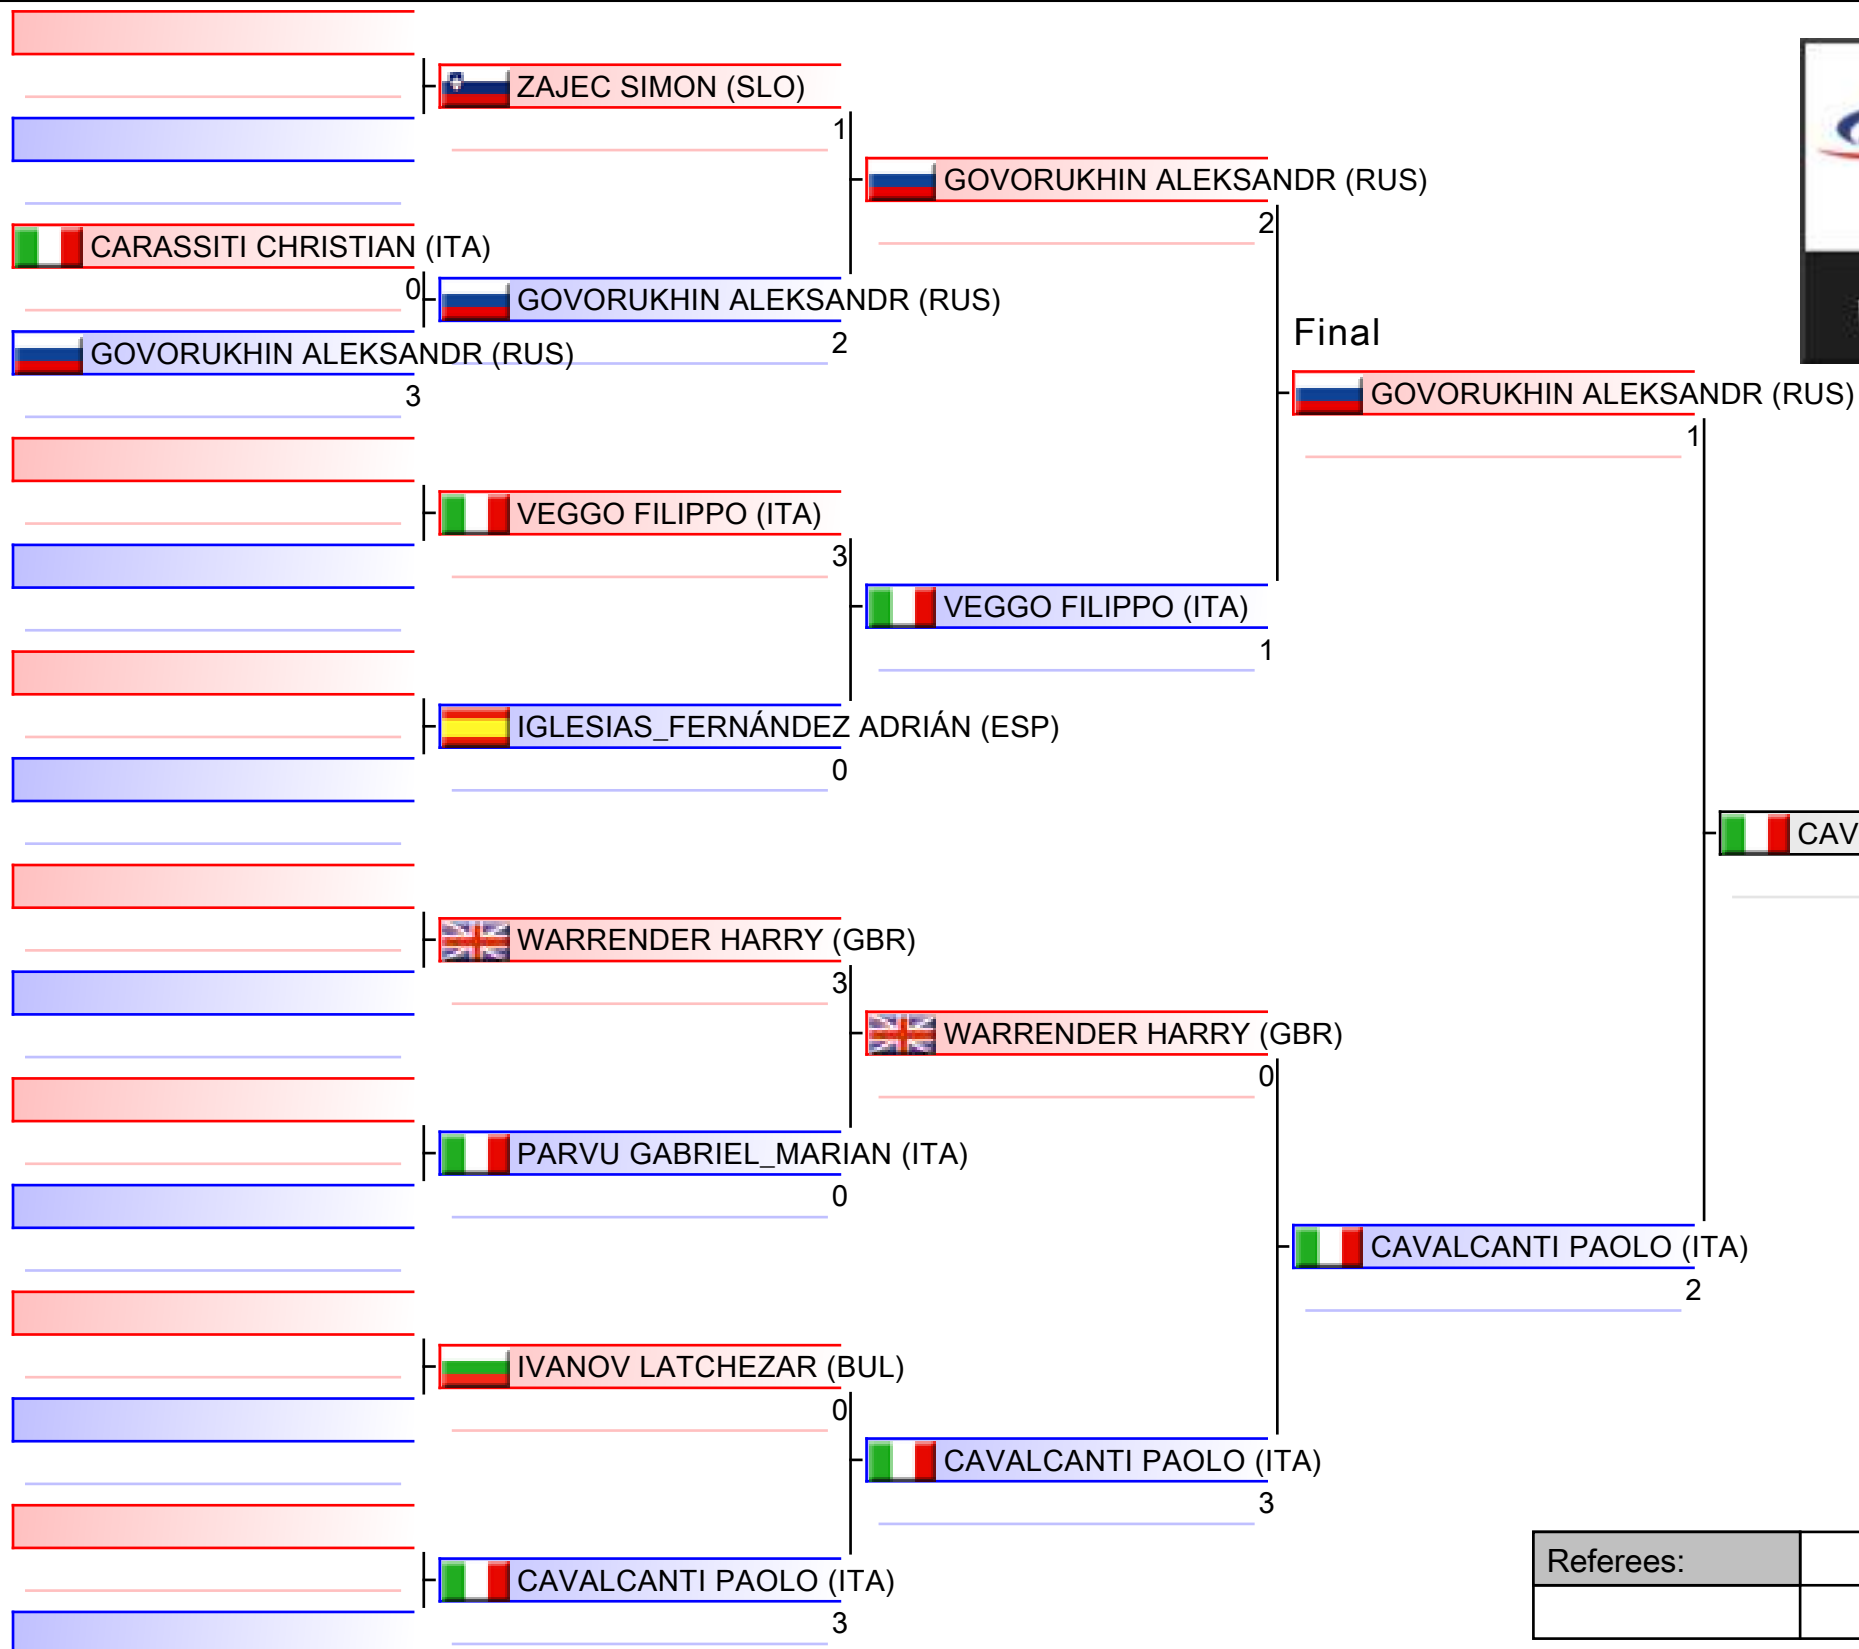 ZAJEC SIMON (SLO)
1
GOVORUKHIN ALEKSANDR (RUS)
2
CARASSITI CHRISTIAN (ITA)
0
GOVORUKHIN ALEKSANDR (RUS)
2
GOVORUKHIN ALEKSANDR (RUS)
3
Final
GOVORUKHIN ALEKSANDR (RUS)
1
VEGGO FILIPPO (ITA)
3
VEGGO FILIPPO (ITA)
1
IGLESIAS_FERNÁNDEZ ADRIÁN (ESP)
0
CAV
WARRENDER HARRY (GBR)
3
WARRENDER HARRY (GBR)
0
PARVU GABRIEL_MARIAN (ITA)
0
CAVALCANTI PAOLO (ITA)
2
IVANOV LATCHEZAR (BUL)
0
CAVALCANTI PAOLO (ITA)
3
CAVALCANTI PAOLO (ITA)
3
Referees: